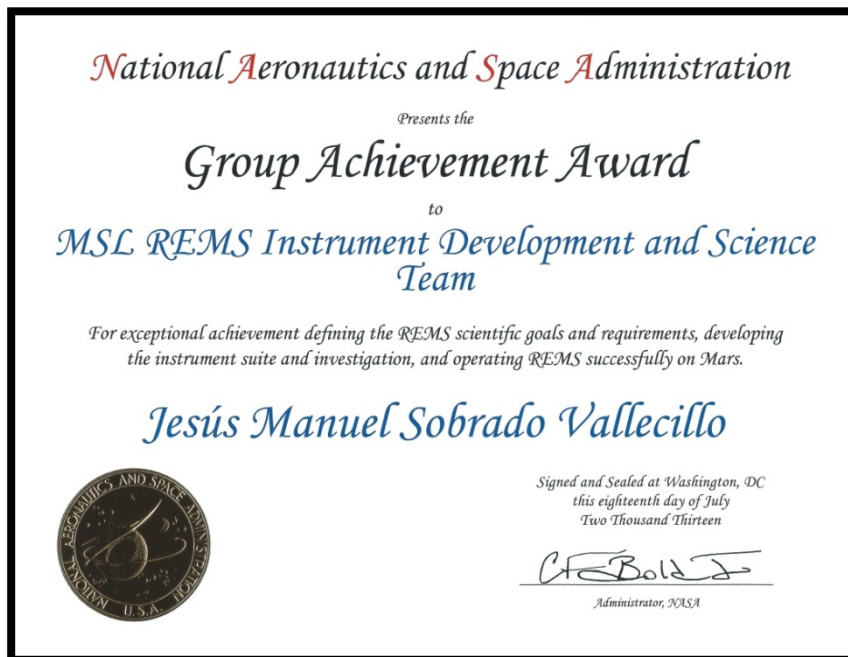 National Aeronautics and Space Administration
Presents the
Group Achievement Award
to
MSL REMS Instrument Development and Science
Team
For exceptional achievement defining the REMS scientific goals and requirements, developing
the instrument suite and investigation, and operating REMS successfully on Mars.
Jesús Manuel Sobrado Vallecillo
NATIONAL AERONAUTICS AND SPACE ADMINISTRATION
U.S.A.
Signed and Sealed at Washington, DC
this eighteenth day of July
Two Thousand Thirteen
Administrator, NASA